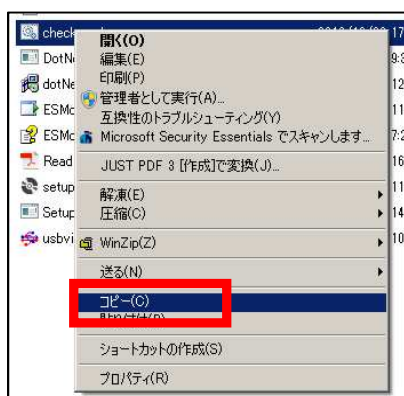 check
開く(O)
編集(E)
DotNe
印刷(P)
dotNe
管理者として実行(A)...
互換性のトラブルシューティング(Y)
ESMo
Microsoft Security Essentials でスキャンします...
ESMo
Read
JUST PDF 3 [作成]で変換(J)...
setup
解凍(E)
Setup
圧縮(C)
usbvi
WinZip(Z)
送る(N)
コピー(C)
ショートカットの作成(S)
プロパティ(R)